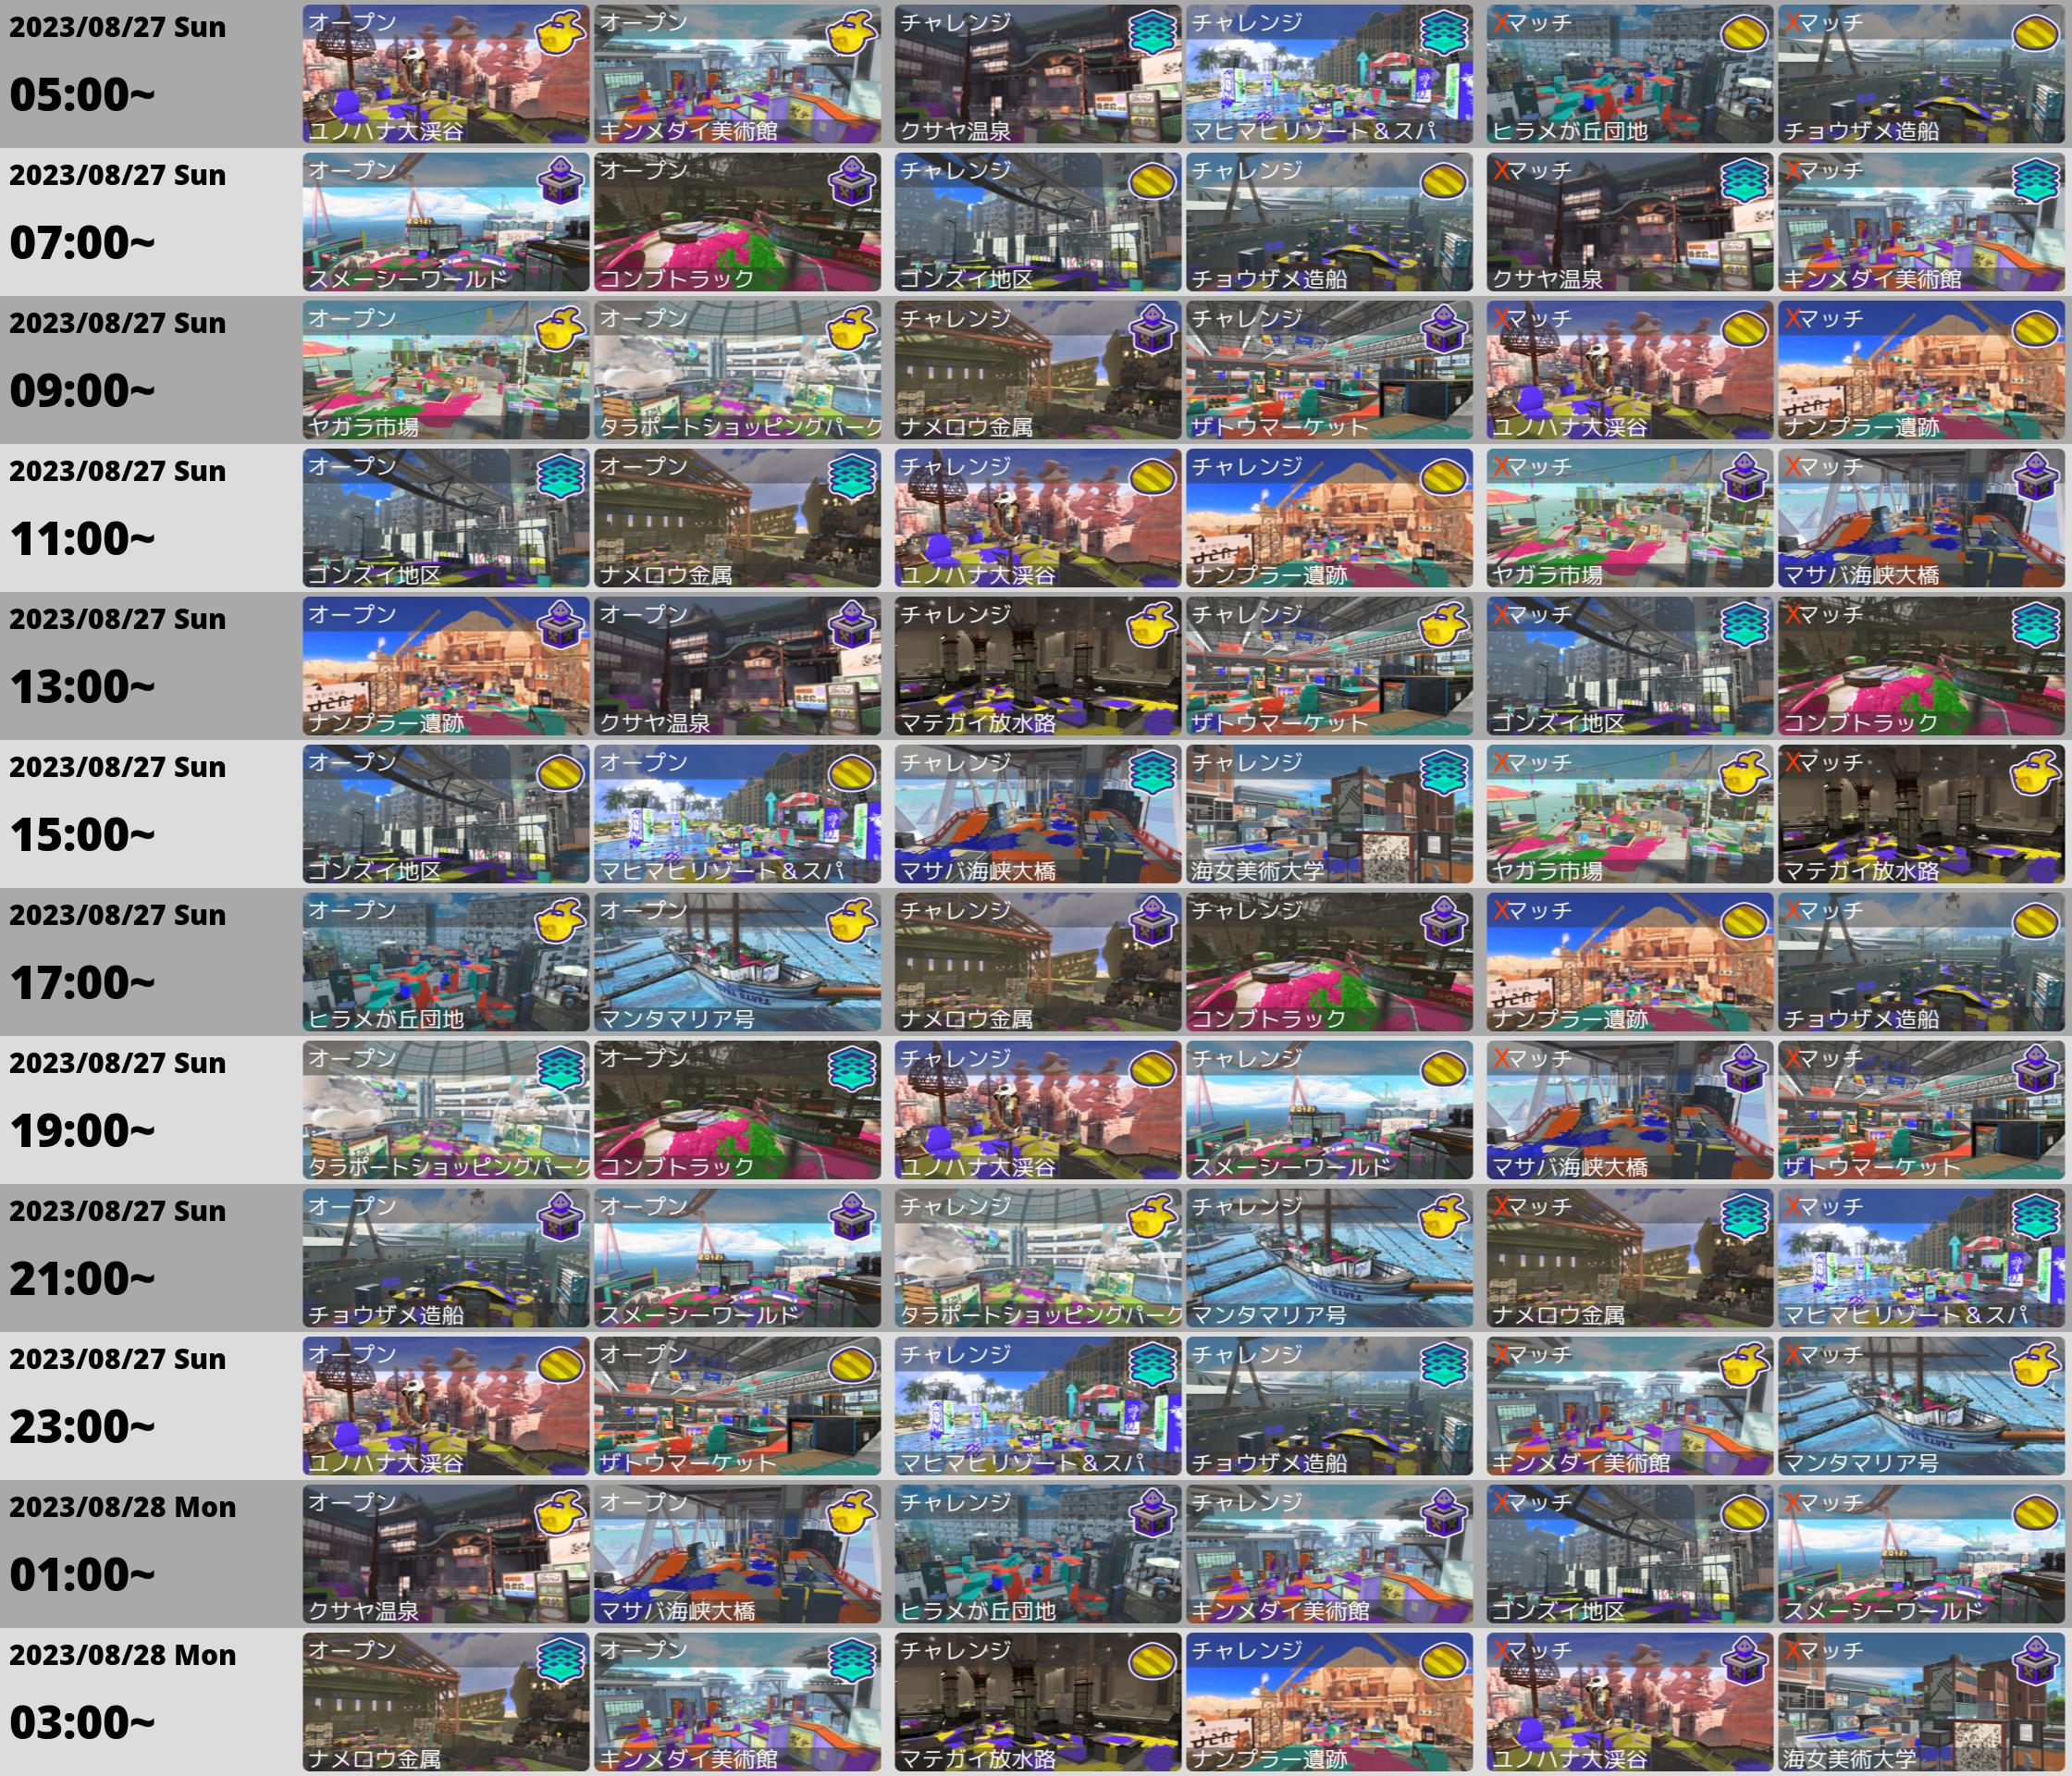 2023/08/27 Sun
05:00~
オープン
ユノハナ大渓谷
オープン
キンメダイ美術館
チャレンジ
クサヤ温泉
チャレンジ
マヒマヒリゾート＆スパ
Xマッチ
ヒラメが丘団地
Xマッチ
チョウザメ造船
2023/08/27 Sun
07:00~
オープン
スメーシーワールド
オープン
コンブトラック
チャレンジ
ゴンズイ地区
チャレンジ
チョウザメ造船
Xマッチ
クサヤ温泉
Xマッチ
キンメダイ美術館
2023/08/27 Sun
09:00~
オープン
ヤガラ市場
オープン
タラポートショッピングパーク
チャレンジ
ナメロウ金属
チャレンジ
ザトウマーケット
Xマッチ
ユノハナ大渓谷
Xマッチ
ナンプラー遺跡
2023/08/27 Sun
11:00~
オープン
ゴンズイ地区
オープン
ナメロウ金属
チャレンジ
ユノハナ大渓谷
チャレンジ
ナンプラー遺跡
Xマッチ
ヤガラ市場
Xマッチ
マサバ海峡大橋
2023/08/27 Sun
13:00~
オープン
ナンプラー遺跡
オープン
クサヤ温泉
チャレンジ
マテガイ放水路
チャレンジ
ザトウマーケット
Xマッチ
ゴンズイ地区
Xマッチ
コンブトラック
2023/08/27 Sun
15:00~
オープン
ゴンズイ地区
オープン
マヒマヒリゾート＆スパ
チャレンジ
マサバ海峡大橋
チャレンジ
海女美術大学
Xマッチ
ヤガラ市場
Xマッチ
マテガイ放水路
2023/08/27 Sun
17:00~
オープン
ヒラメが丘団地
オープン
マンタマリア号
チャレンジ
ナメロウ金属
チャレンジ
コンブトラック
Xマッチ
ナンプラー遺跡
Xマッチ
チョウザメ造船
2023/08/27 Sun
19:00~
オープン
タラポートショッピングパーク
オープン
コンブトラック
チャレンジ
ユノハナ大渓谷
チャレンジ
スメーシーワールド
Xマッチ
マサバ海峡大橋
Xマッチ
ザトウマーケット
2023/08/27 Sun
21:00~
オープン
チョウザメ造船
オープン
スメーシーワールド
チャレンジ
タラポートショッピングパーク
チャレンジ
マンタマリア号
Xマッチ
ナメロウ金属
Xマッチ
マヒマヒリゾート＆スパ
2023/08/27 Sun
23:00~
オープン
ユノハナ大渓谷
オープン
ザトウマーケット
チャレンジ
マヒマヒリゾート＆スパ
チャレンジ
チョウザメ造船
Xマッチ
キンメダイ美術館
Xマッチ
マンタマリア号
2023/08/28 Mon
01:00~
オープン
クサヤ温泉
オープン
マサバ海峡大橋
チャレンジ
ヒラメが丘団地
チャレンジ
キンメダイ美術館
Xマッチ
ゴンズイ地区
Xマッチ
スメーシーワールド
2023/08/28 Mon
03:00~
オープン
ナメロウ金属
オープン
キンメダイ美術館
チャレンジ
マテガイ放水路
チャレンジ
ナンプラー遺跡
Xマッチ
ユノハナ大渓谷
Xマッチ
海女美術大学